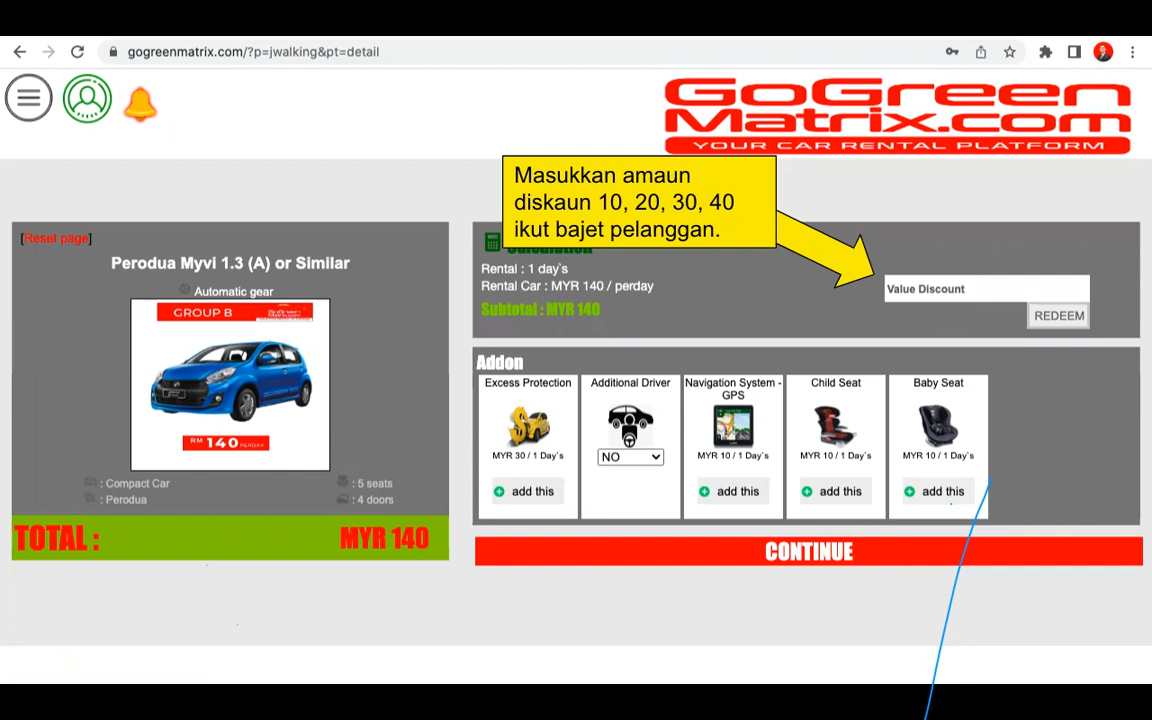 gogreenmatrix.com/?p=jwalking&pt=detail
GoGreen
Matrix.com
YOUR CAR RENTAL PLATFORM
Masukkan amaun
diskaun 10, 20, 30, 40
ikut bajet pelanggan.
[Reset page]
Perodua Myvi 1.3 (A) or Similar
Automatic gear
GROUP B
GoGreen
Matrix.com
RM 140 PERDAY
: Compact Car
: 5 seats
: Perodua
: 4 doors
TOTAL :
MYR 140
Calculation
Rental : 1 day`s
Rental Car : MYR 140 / perday
Subtotal : MYR 140
Value Discount
REDEEM
Addon
Excess Protection
MYR 30 / 1 Day`s
add this
Additional Driver
NO
Navigation System -
GPS
MYR 10 / 1 Day`s
add this
Child Seat
MYR 10 / 1 Day`s
add this
Baby Seat
MYR 10 / 1 Day`s
add this
CONTINUE